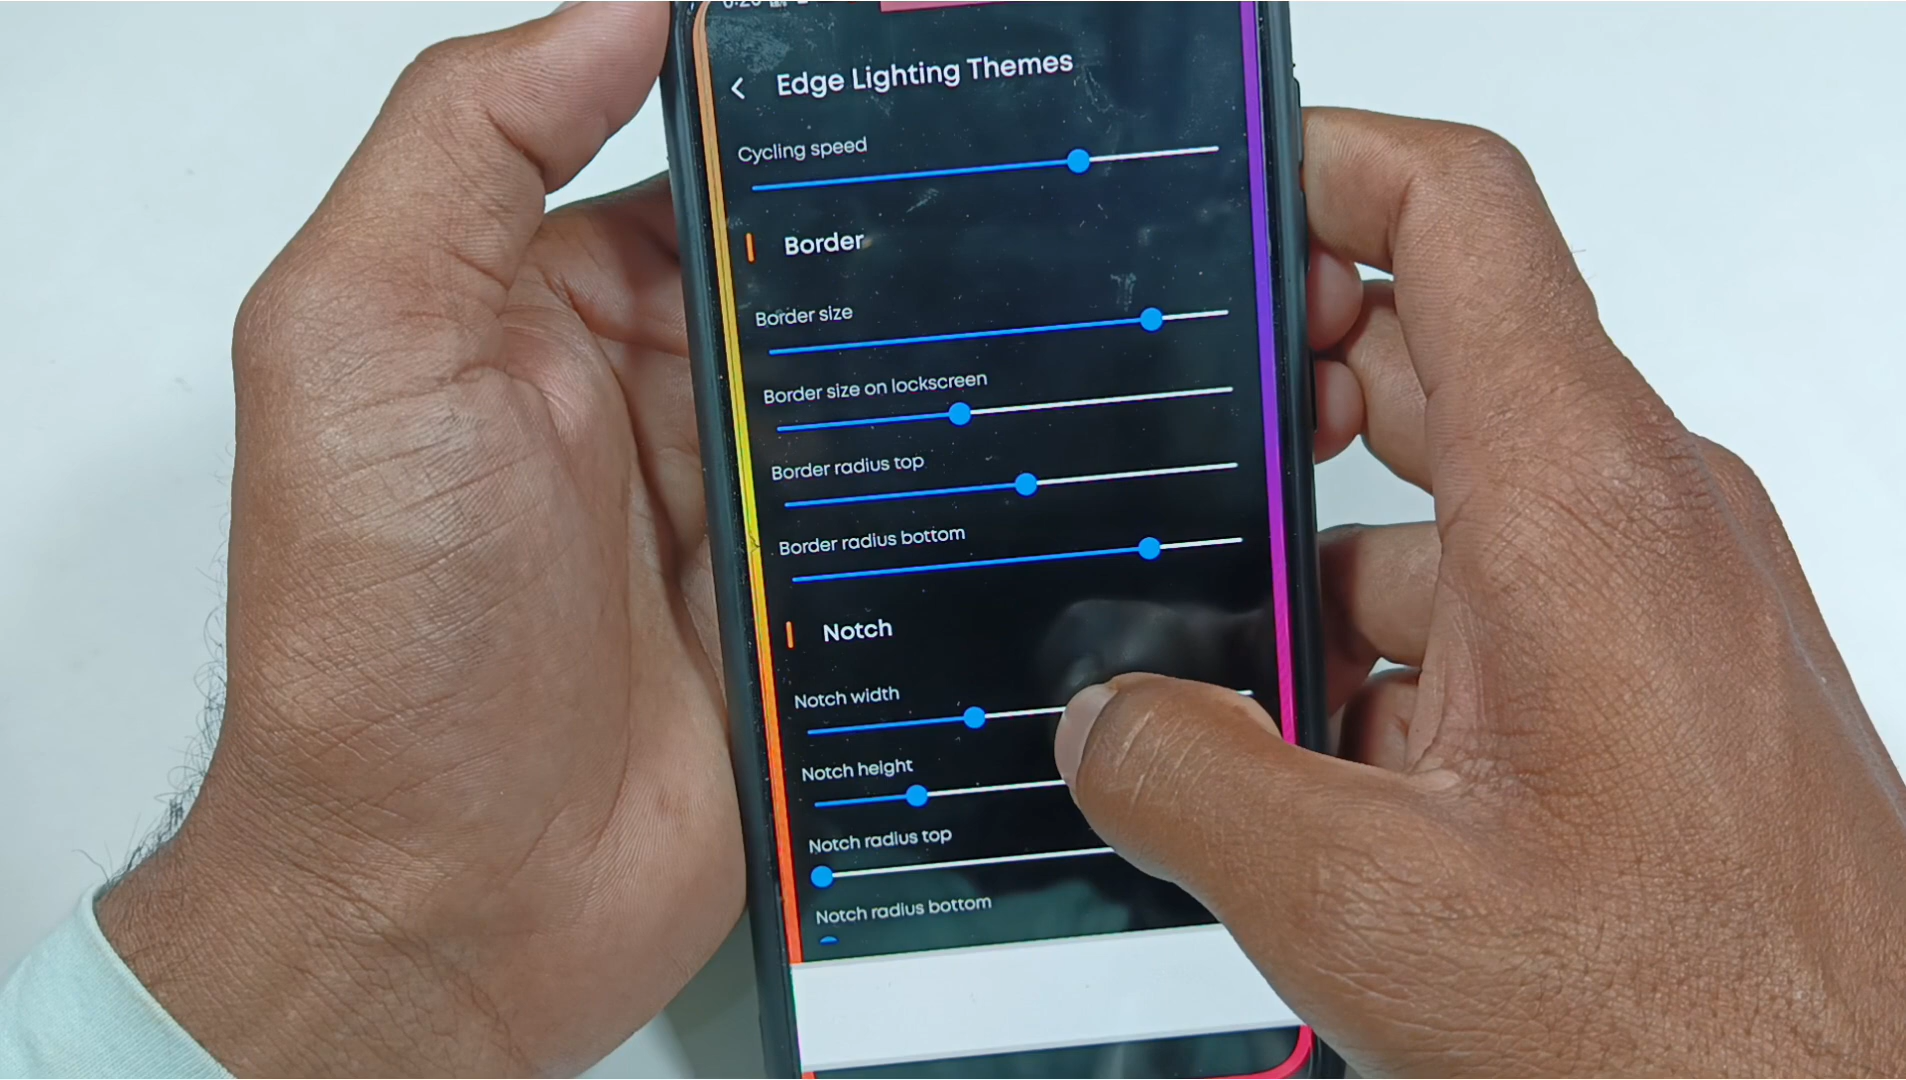 Edge Lighting Themes
Cycling speed
Border
Border size
Border size on lockscreen
Border radius top
Border radius bottom
Notch
Notch width
Notch height
Notch radius top
Notch radius bottom